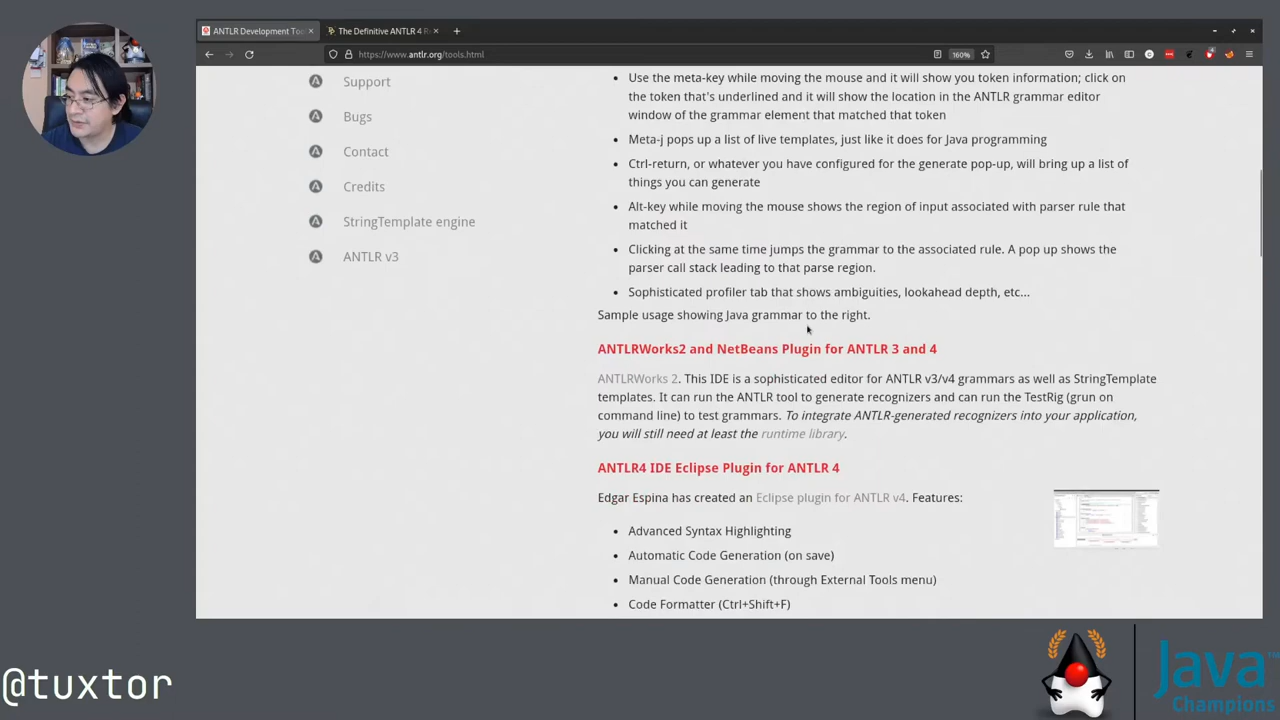 ANTLR Development Too
The Definitive ANTLR 4 R
https://www.antlr.org/tools.html
160%
Support
Bugs
Contact
Credits
StringTemplate engine
ANTLR v3
Use the meta-key while moving the mouse and it will show you token information; click on
the token that's underlined and it will show the location in the ANTLR grammar editor
window of the grammar element that matched that token
Meta-j pops up a list of live templates, just like it does for Java programming
Ctrl-return, or whatever you have configured for the generate pop-up, will bring up a list of
things you can generate
Alt-key while moving the mouse shows the region of input associated with parser rule that
matched it
Clicking at the same time jumps the grammar to the associated rule. A pop up shows the
parser call stack leading to that parse region.
Sophisticated profiler tab that shows ambiguities, lookahead depth, etc...
Sample usage showing Java grammar to the right.
ANTLRWorks2 and NetBeans Plugin for ANTLR 3 and 4
ANTLRWorks 2. This IDE is a sophisticated editor for ANTLR v3/v4 grammars as well as StringTemplate
templates. It can run the ANTLR tool to generate recognizers and can run the TestRig (grun on
command line) to test grammars. To integrate ANTLR-generated recognizers into your application,
you will still need at least the runtime library.
ANTLR4 IDE Eclipse Plugin for ANTLR 4
Edgar Espina has created an Eclipse plugin for ANTLR v4. Features:
Advanced Syntax Highlighting
Automatic Code Generation (on save)
Manual Code Generation (through External Tools menu)
Code Formatter (Ctrl+Shift+F)
@tuxtor
Java
Champions